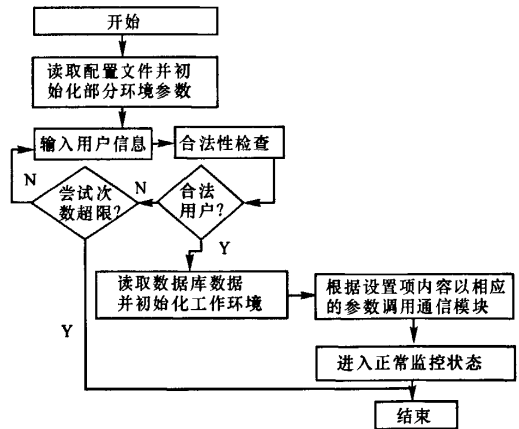 开始
读取配置文件并初
始化部分环境参数
输入用户信息
合法性检查
N
尝试次
数超限?
N
合法
用户?
Y
读取数据库数据
并初始化工作环境
根据设置项内容以相应
的参数调用通信模块
Y
进入正常监控状态
结束